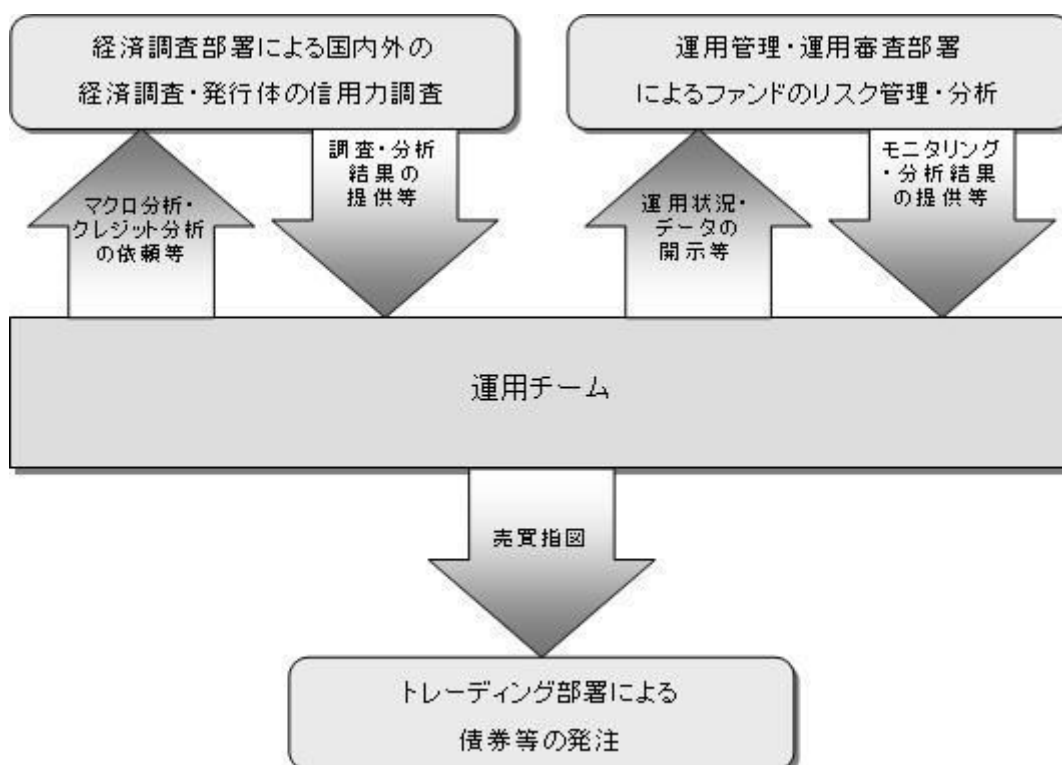 経済調査部署による国内外の
経済調査・発行体の信用力調査
運用管理・運用審査部署
によるファンドのリスク管理・分析
マクロ分析・
クレジット分析
の依頼等
調査・分析
結果の
提供等
運用状況・
データの
開示等
モニタリング
・分析結果
の提供等
運用チーム
売買指図
トレーディング部署による
債券等の発注